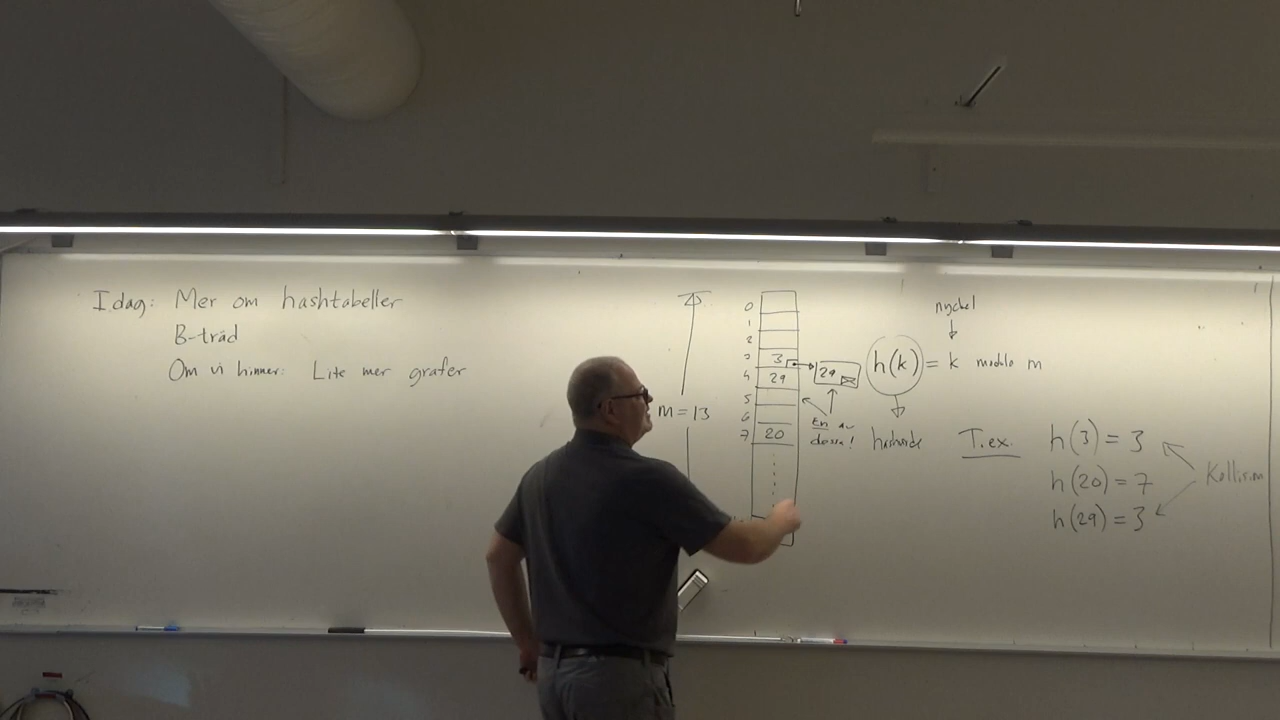 Idag: Mer om hashtabeller
B-träd
Om vi hinner: Lite mer grafer
m = 13
0
1
2
3 3
4 29
5
6
7 20
29
En av
dessa!
nyckel
h(k) = k modulo m
T.ex.
h(3) = 3
h(20) = 7
h(29) = 3
Kollision